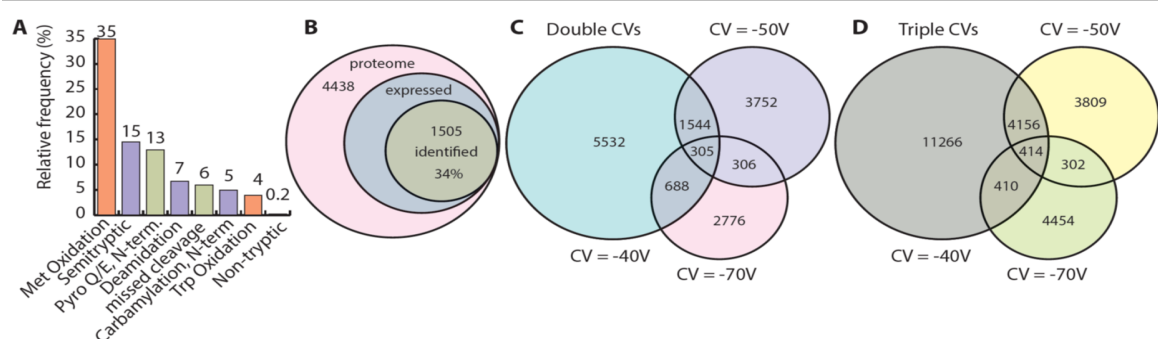 A
Relative frequency (%)
35
30
25
20
15
10
5
0
35
15
13
7
6
5
4
0.2
Met Oxidation
Semitryptic
Pyro Q/E, N-term.
Deamidation
missed cleavage
Carbamylation, N-term
Trp Oxidation
Non-tryptic
B
proteome
4438
expressed
1505
identified
34%
C
Double CVs
CV = -50V
5532
1544
3752
305
306
688
2776
CV = -40V
CV = -70V
D
Triple CVs
CV = -50V
11266
4156
3809
414
302
410
4454
CV = -40V
CV = -70V